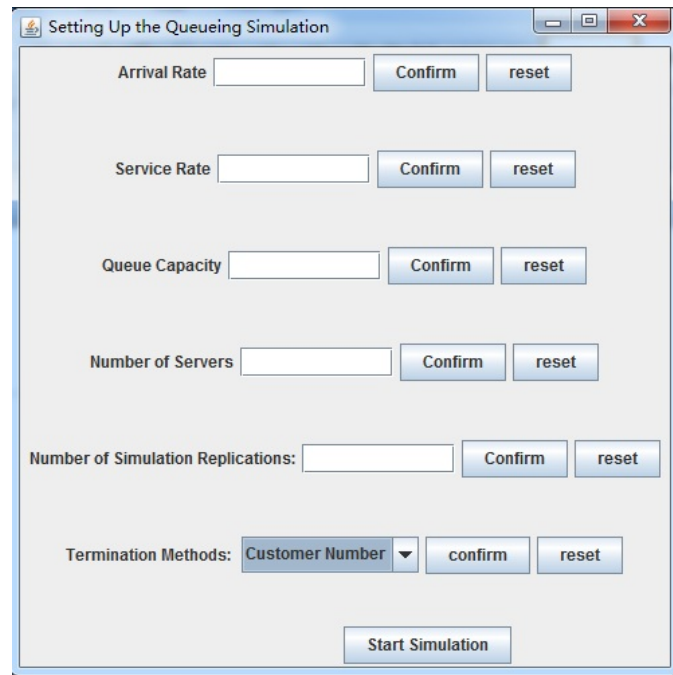 Setting Up the Queueing Simulation
Arrival Rate Confirm reset
Service Rate Confirm reset
Queue Capacity Confirm reset
Number of Servers Confirm reset
Number of Simulation Replications: Confirm reset
Termination Methods: Customer Number confirm reset
Start Simulation